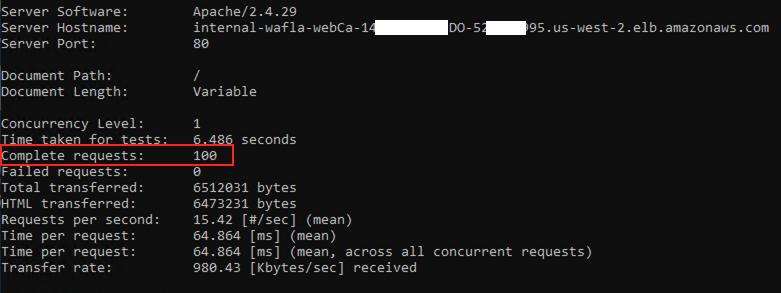 Server Software: Apache/2.4.29
Server Hostname: internal-wafla-webCa-14 DO-52 995.us-west-2.elb.amazonaws.com
Server Port: 80
Document Path: /
Document Length: Variable
Concurrency Level: 1
Time taken for tests: 6.486 seconds
Complete requests: 100
Failed requests: 0
Total transferred: 6512031 bytes
HTML transferred: 6473231 bytes
Requests per second: 15.42 [#/sec] (mean)
Time per request: 64.864 [ms] (mean)
Time per request: 64.864 [ms] (mean, across all concurrent requests)
Transfer rate: 980.43 [Kbytes/sec] received